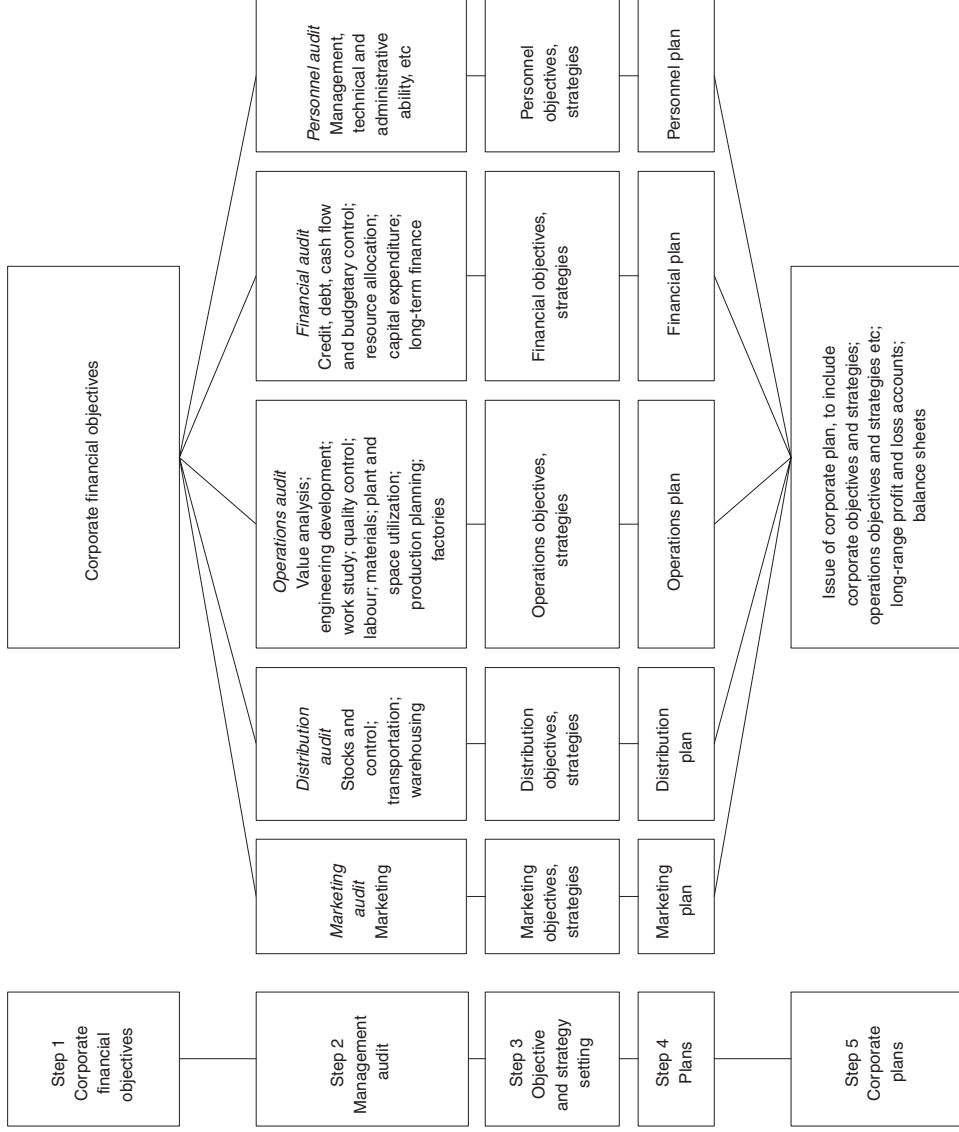 Step 1
Corporate
financial
objectives
Corporate financial objectives
Step 2
Management
audit
Marketing
audit
Marketing
Distribution
audit
Stocks and
control;
transportation;
warehousing
Operations audit
Value analysis;
engineering development;
work study; quality control;
labour; materials; plant and
space utilization;
production planning;
factories
Financial audit
Credit, debt, cash flow
and budgetary control;
resource allocation;
capital expenditure;
long-term finance
Personnel audit
Management,
technical and
administrative
ability, etc
Step 3
Objective
and strategy
setting
Marketing
objectives,
strategies
Distribution
objectives,
strategies
Operations objectives,
strategies
Financial objectives,
strategies
Personnel
objectives,
strategies
Step 4
Plans
Marketing
plan
Distribution
plan
Operations plan
Financial plan
Personnel plan
Step 5
Corporate
plans
Issue of corporate plan, to include
corporate objectives and strategies;
operations objectives and strategies etc;
long-range profit and loss accounts;
balance sheets